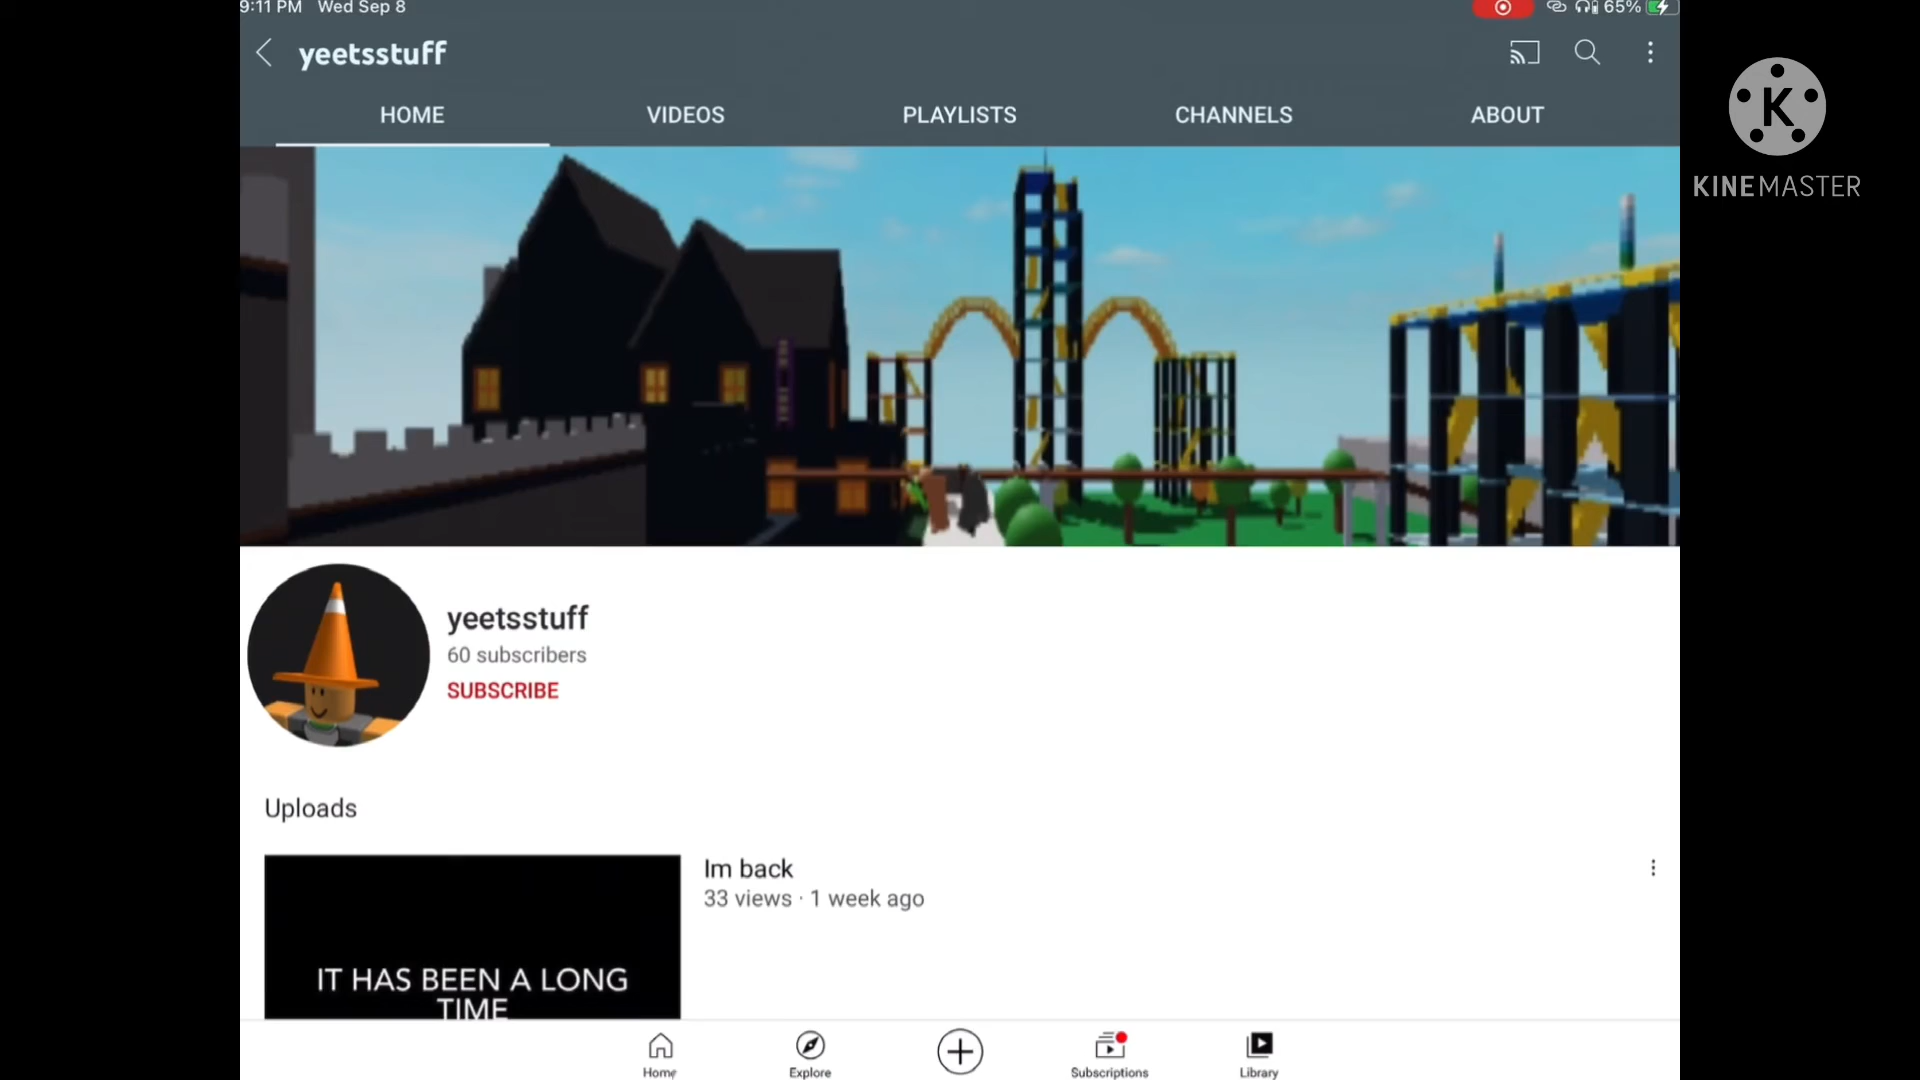 9:11 PM Wed Sep 8
65%
yeetsstuff
HOME VIDEOS PLAYLISTS CHANNELS ABOUT
K
KINEMASTER
yeetsstuff
60 subscribers
SUBSCRIBE
Uploads
Im back
33 views · 1 week ago
IT HAS BEEN A LONG
TIME
Home Explore Subscriptions Library